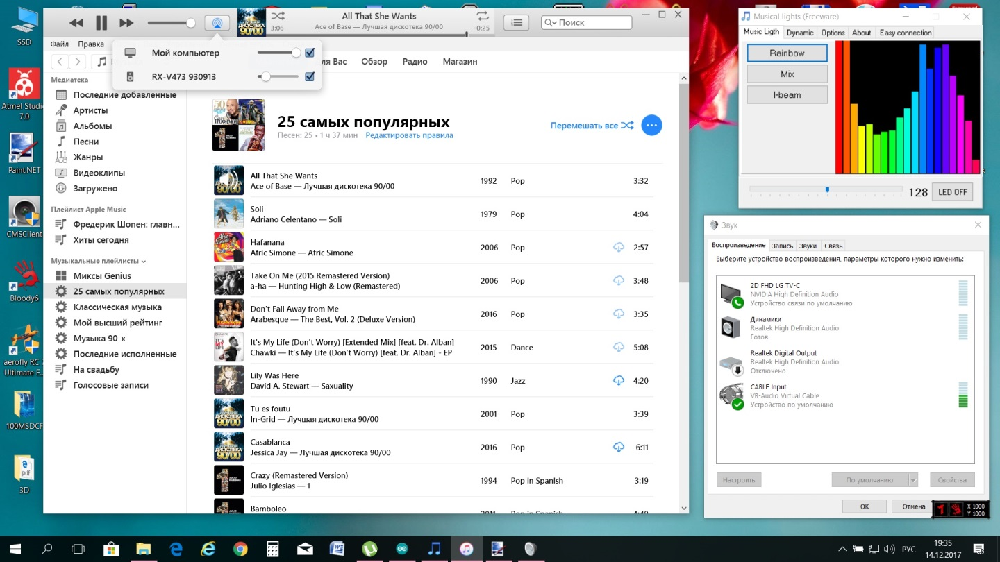 SSD
Atmel Studio
7.0
Paint.NET
CMSClient
Bloody6
aerofly RC 7
Ultimate E...
100MSDCF
3D
3:06
All That She Wants
Ace of Base — Лучшая дискотека 90/00
-0:25
Поиск
Файл
Правка
Мой компьютер
RX-V473 930913
ля Вас
Обзор
Радио
Магазин
Медиатека
Последние добавленные
Артисты
Альбомы
Песни
Жанры
Видеоклипы
Загружено
Плейлист Apple Music
Фредерик Шопен: главн...
Хиты сегодня
Музыкальные плейлисты
Миксы Genius
25 самых популярных
Классическая музыка
Мой высший рейтинг
Музыка 90-х
Последние исполненные
На свадьбу
Голосовые записи
25 самых популярных
Песен: 25 • 1 ч 37 мин Редактировать правила
Перемешать все
All That She Wants
Ace of Base — Лучшая дискотека 90/00
1992 Pop 3:32
Soli
Adriano Celentano — Soli
1979 Pop 4:04
Hafanana
Afric Simone — Afric Simone
2006 Pop 2:57
Take On Me (2015 Remastered Version)
a-ha — Hunting High & Low (Remastered)
2006 Pop 3:48
Don't Fall Away from Me
Arabesque — The Best, Vol. 2 (Deluxe Version)
2016 Pop 3:35
It's My Life (Don't Worry) [Extended Mix] [feat. Dr. Alban]
Chawki — It's My Life (Don't Worry) [feat. Dr. Alban] - EP
2015 Dance 5:08
Lily Was Here
David A. Stewart — Saxuality
1990 Jazz 4:20
Tu es foutu
In-Grid — Лучшая дискотека 90/00
2001 Pop 3:39
Casablanca
Jessica Jay — Лучшая дискотека 90/00
2016 Pop 6:11
Crazy (Remastered Version)
Julio Iglesias — 1
1994 Pop in Spanish 3:19
Bamboleo
2011 Pop in Spanish
Musical lights (Freeware)
Music Ligth
Dynamic
Options
About
Easy connection
Rainbow
Mix
I-beam
128
LED OFF
Звук
Воспроизведение
Запись
Звуки
Связь
Выберите устройство воспроизведения, параметры которого нужно изменить:
2D FHD LG TV-C
NVIDIA High Definition Audio
Устройство связи по умолчанию
Динамики
Realtek High Definition Audio
Готов
Realtek Digital Output
Realtek High Definition Audio
Отключено
CABLE Input
VB-Audio Virtual Cable
Устройство по умолчанию
Настроить
По умолчанию
Свойства
ОК
Отмена
1
X 1000
Y 1000
РУС
19:35
14.12.2017